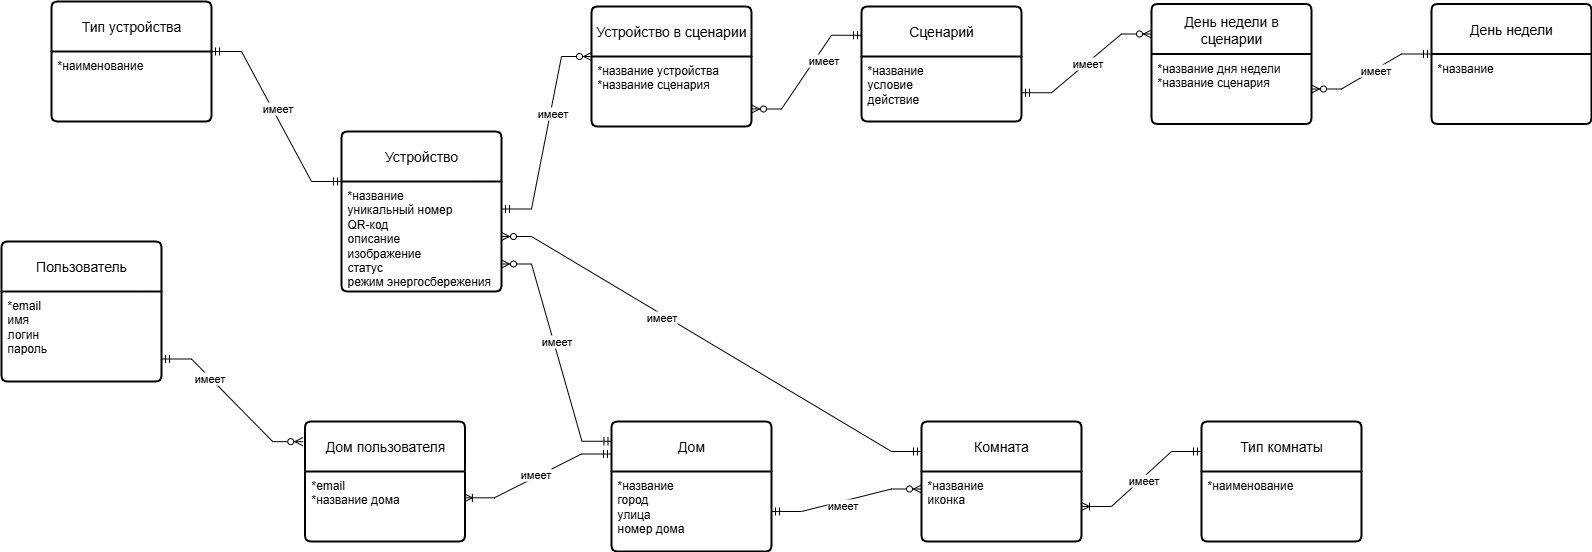 Тип устройства
*наименование
имеет
Устройство
*название
уникальный номер
QR-код
описание
изображение
статус
режим энергосбережения
имеет
Устройство в сценарии
*название устройства
*название сценария
имеет
Сценарий
*название
условие
действие
имеет
День недели в
сценарии
*название дня недели
*название сценария
имеет
День недели
*название
Пользователь
*email
имя
логин
пароль
имеет
Дом пользователя
*email
*название дома
имеет
имеет
имеет
Дом
*название
город
улица
номер дома
имеет
Комната
*название
иконка
имеет
Тип комнаты
*наименование